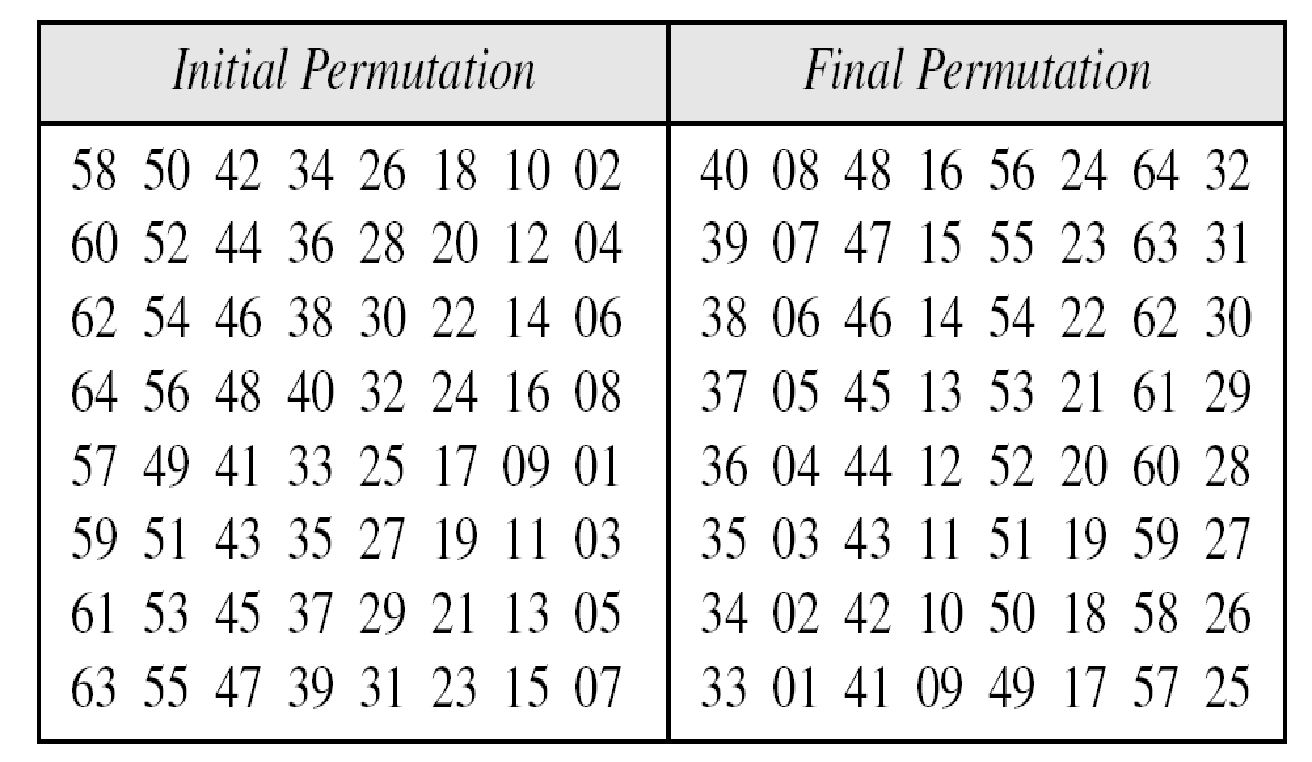 Initial Permutation Final Permutation
58 50 42 34 26 18 10 02 40 08 48 16 56 24 64 32
60 52 44 36 28 20 12 04 39 07 47 15 55 23 63 31
62 54 46 38 30 22 14 06 38 06 46 14 54 22 62 30
64 56 48 40 32 24 16 08 37 05 45 13 53 21 61 29
57 49 41 33 25 17 09 01 36 04 44 12 52 20 60 28
59 51 43 35 27 19 11 03 35 03 43 11 51 19 59 27
61 53 45 37 29 21 13 05 34 02 42 10 50 18 58 26
63 55 47 39 31 23 15 07 33 01 41 09 49 17 57 25